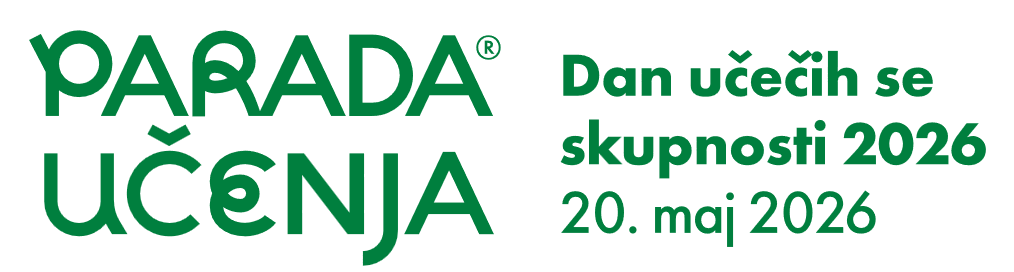 PARADA®
UČENJA
Dan učečih se
skupnosti 2026
20. maj 2026